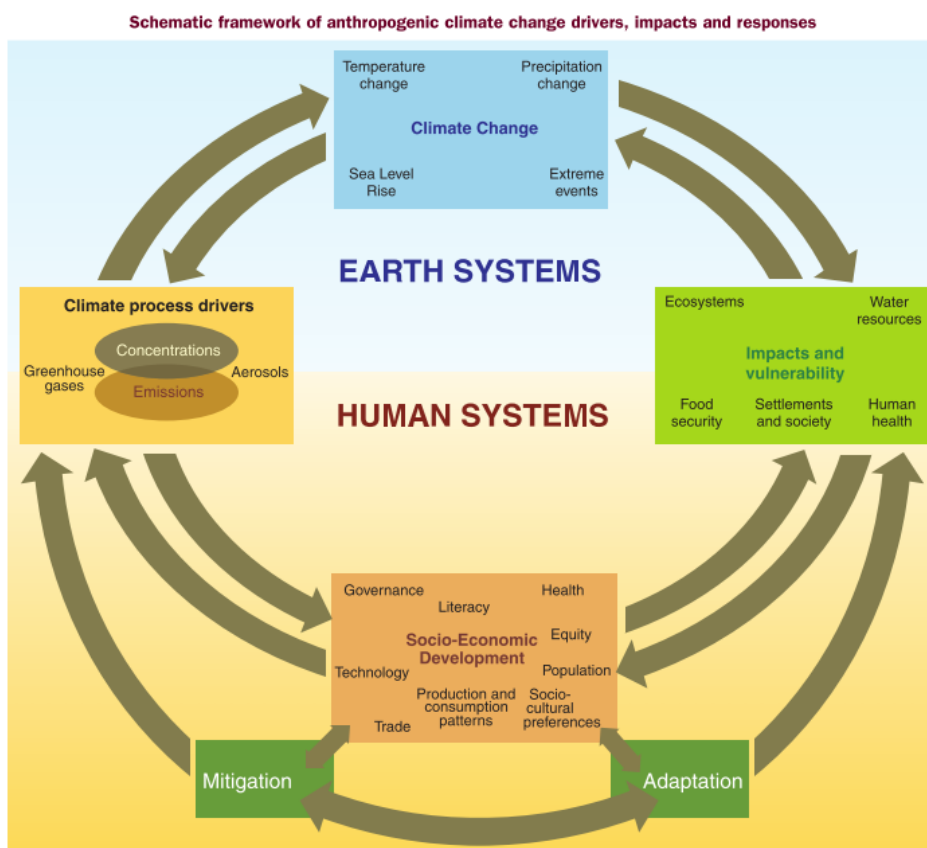 Schematic framework of anthropogenic climate change drivers, impacts and responses
Temperature
change
Precipitation
change
Climate Change
Sea Level
Rise
Extreme
events
EARTH SYSTEMS
Climate process drivers
Concentrations
Greenhouse
gases
Aerosols
Emissions
Ecosystems
Water
resources
Impacts and
vulnerability
Food
security
Settlements
and society
Human
health
HUMAN SYSTEMS
Governance
Literacy
Health
Socio-Economic
Development
Equity
Technology
Population
Production and
consumption
patterns
Socio-
cultural
preferences
Trade
Mitigation
Adaptation